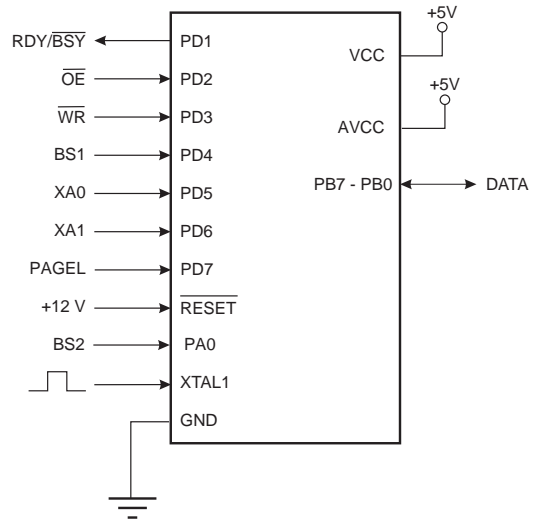 +5V
RDY/BSY PD1
VCC
OE PD2
+5V
WR PD3
AVCC
BS1 PD4
XA0 PD5 PB7 - PB0 DATA
XA1 PD6
PAGEL PD7
+12 V RESET
BS2 PA0
XTAL1
GND